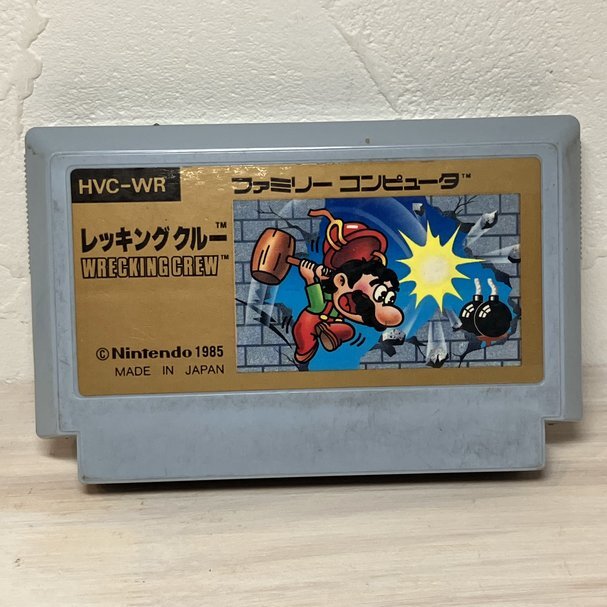 HVC-WR
ファミリー コンピュータ™
レッキングクルー™
WRECKING CREW™
©Nintendo 1985
MADE IN JAPAN